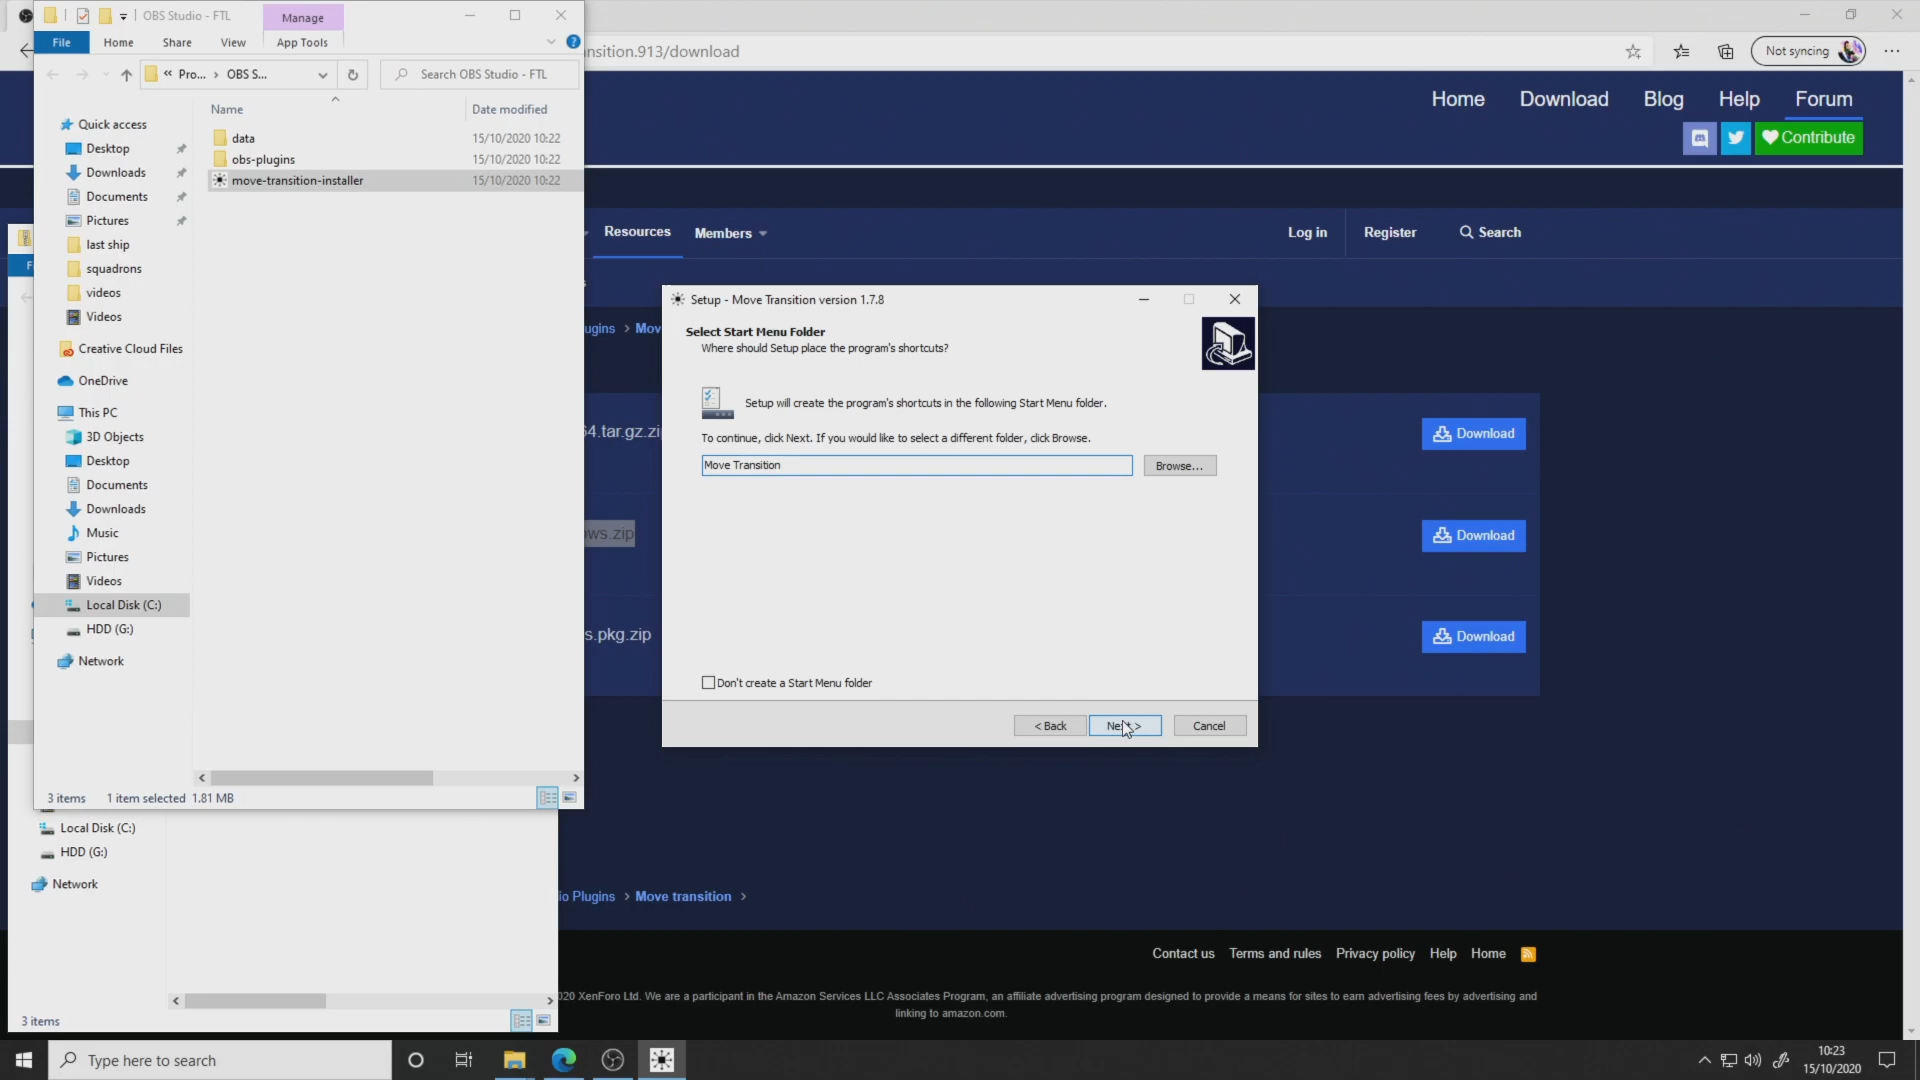 OBS Studio - FTL
Manage
File
Home
Share
View
App Tools
nsition.913/download
Not syncing
« Pro... › OBS S...
Search OBS Studio - FTL
Name
Date modified
data
15/10/2020 10:22
obs-plugins
15/10/2020 10:22
move-transition-installer
15/10/2020 10:22
Quick access
Desktop
Downloads
Documents
Pictures
last ship
squadrons
videos
Videos
Creative Cloud Files
OneDrive
This PC
3D Objects
Desktop
Documents
Downloads
Music
Pictures
Videos
Local Disk (C:)
HDD (G:)
Network
3 items
1 item selected 1.81 MB
Local Disk (C:)
HDD (G:)
Network
3 items
Home
Download
Blog
Help
Forum
Contribute
Resources
Members
Log in
Register
Search
ugins › Mov
64.tar.gz.zip
Download
ows.zip
Download
s.pkg.zip
Download
Setup - Move Transition version 1.7.8
Select Start Menu Folder
Where should Setup place the program's shortcuts?
Setup will create the program's shortcuts in the following Start Menu folder.
To continue, click Next. If you would like to select a different folder, click Browse.
Move Transition
Browse...
Don't create a Start Menu folder
< Back
Next >
Cancel
io Plugins › Move transition ›
Contact us
Terms and rules
Privacy policy
Help
Home
20 XenForo Ltd. We are a participant in the Amazon Services LLC Associates Program, an affiliate advertising program designed to provide a means for sites to earn advertising fees by advertising and
linking to amazon.com.
Type here to search
10:23
15/10/2020